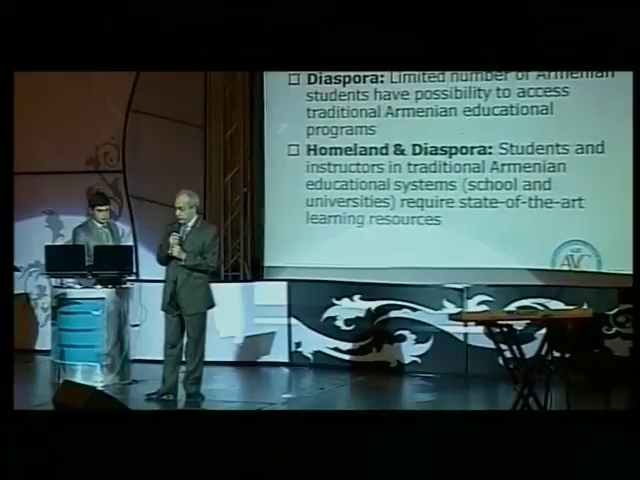 □ Diaspora: Limited number of Armenian
students have possibility to access
traditional Armenian educational
programs
□ Homeland & Diaspora: Students and
instructors in traditional Armenian
educational systems (school and
universities) require state-of-the-art
learning resources
AVC